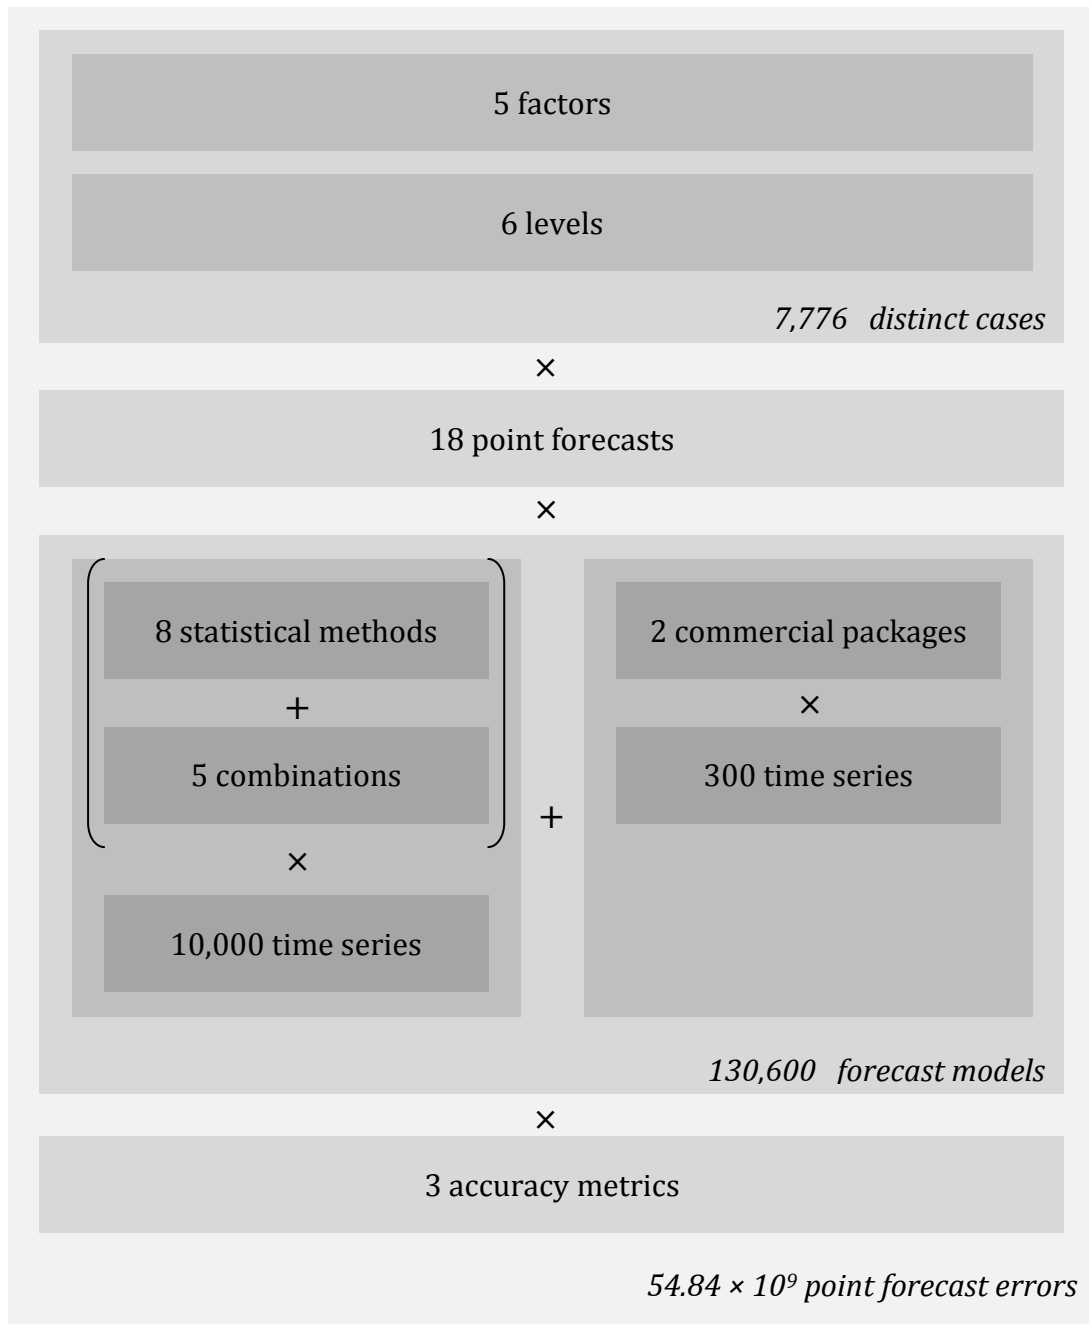 5 factors
6 levels
7,776 distinct cases
×
18 point forecasts
×
8 statistical methods
+
5 combinations
×
10,000 time series
+
2 commercial packages
×
300 time series
130,600 forecast models
×
3 accuracy metrics
54.84 × 10⁹ point forecast errors